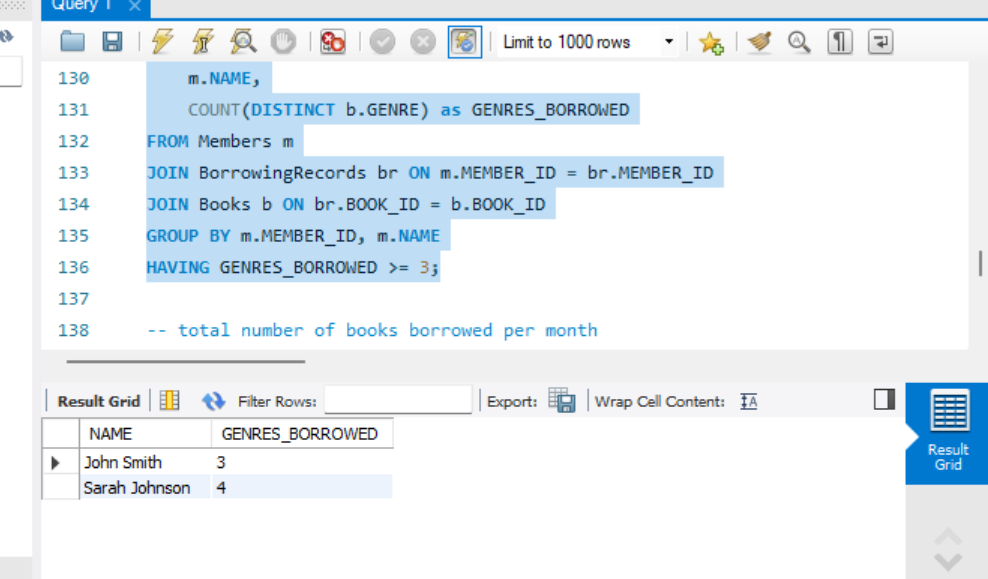 Query 1
Limit to 1000 rows
130 m.NAME,
131 COUNT(DISTINCT b.GENRE) as GENRES_BORROWED
132 FROM Members m
133 JOIN BorrowingRecords br ON m.MEMBER_ID = br.MEMBER_ID
134 JOIN Books b ON br.BOOK_ID = b.BOOK_ID
135 GROUP BY m.MEMBER_ID, m.NAME
136 HAVING GENRES_BORROWED >= 3;
137
138 -- total number of books borrowed per month
Result Grid Filter Rows: Export: Wrap Cell Content: IA
NAME GENRES_BORROWED
John Smith 3
Sarah Johnson 4
Result
Grid